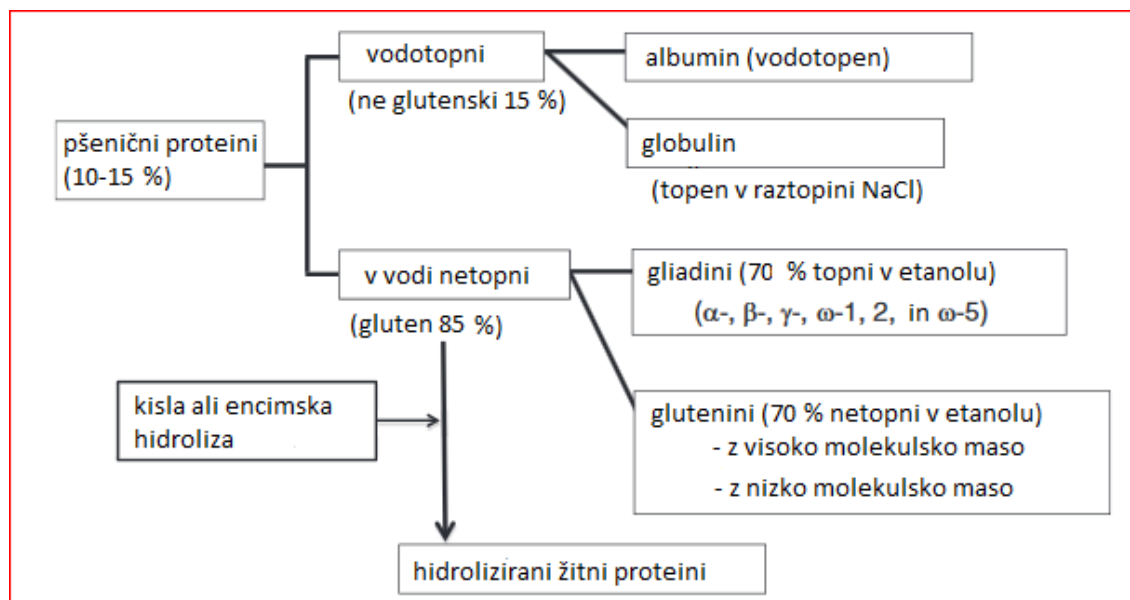 vodotopni
(ne glutenski 15 %)
albumin (vodotopen)
globulin
(topen v raztopini NaCl)
pšenični proteini
(10-15 %)
v vodi netopni
(gluten 85 %)
gliadini (70 % topni v etanolu)
(α-, β-, γ-, ω-1, 2, in ω-5)
glutenini (70 % netopni v etanolu)
- z visoko molekulsko maso
- z nizko molekulsko maso
kisla ali encimska
hidroliza
hidrolizirani žitni proteini